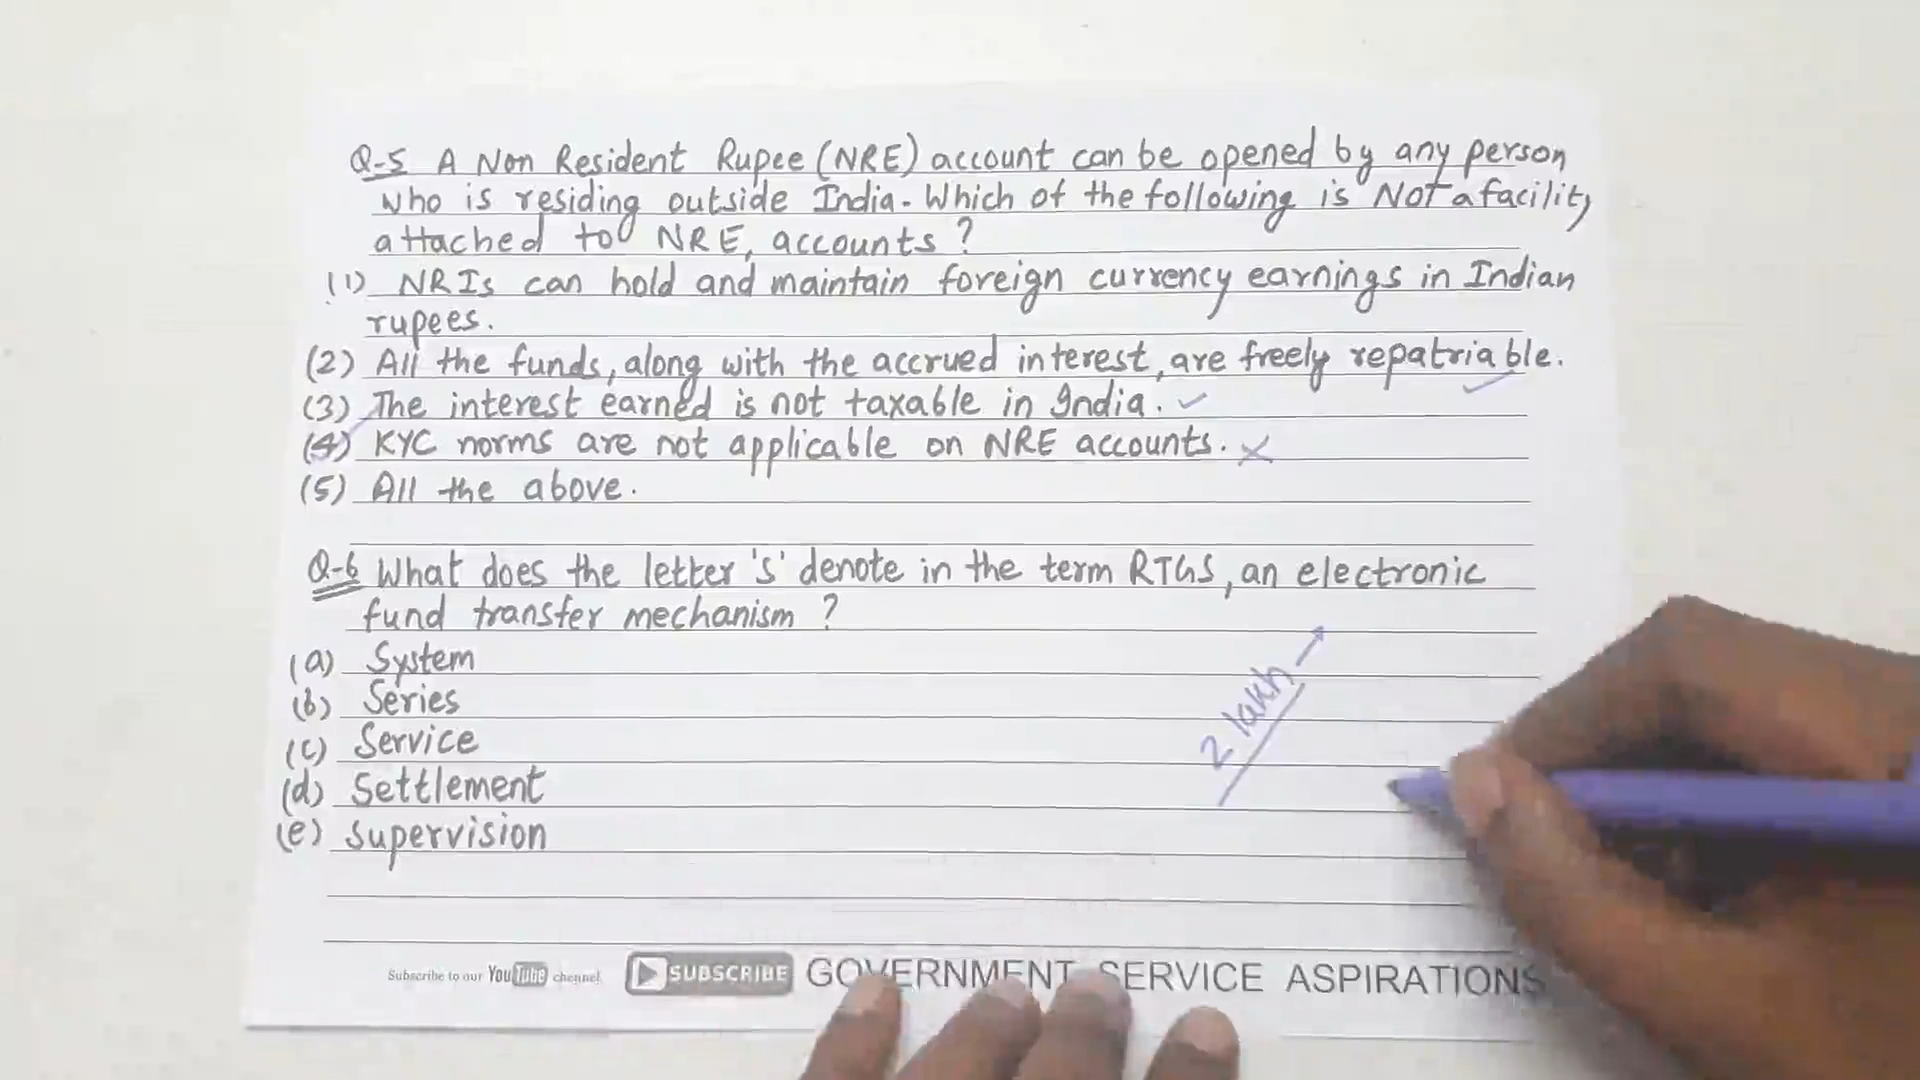 Q-5 A Non Resident Rupee (NRE) account can be opened by any person
who is residing outside India. Which of the following is NOT a facility
attached to NRE, accounts ?
(1) NRIs can hold and maintain foreign currency earnings in Indian
rupees.
(2) All the funds, along with the accrued interest, are freely repatriable.
(3) The interest earned is not taxable in India.
(4) KYC norms are not applicable on NRE accounts.
(5) All the above.
Q-6 What does the letter 's' denote in the term RTGS, an electronic
fund transfer mechanism ?
(a) System
(b) Series
(c) Service
(d) Settlement
(e) Supervision
2 lakh
Subscribe to our YouTube channel. SUBSCRIBE GOVERNMENT SERVICE ASPIRATIONS